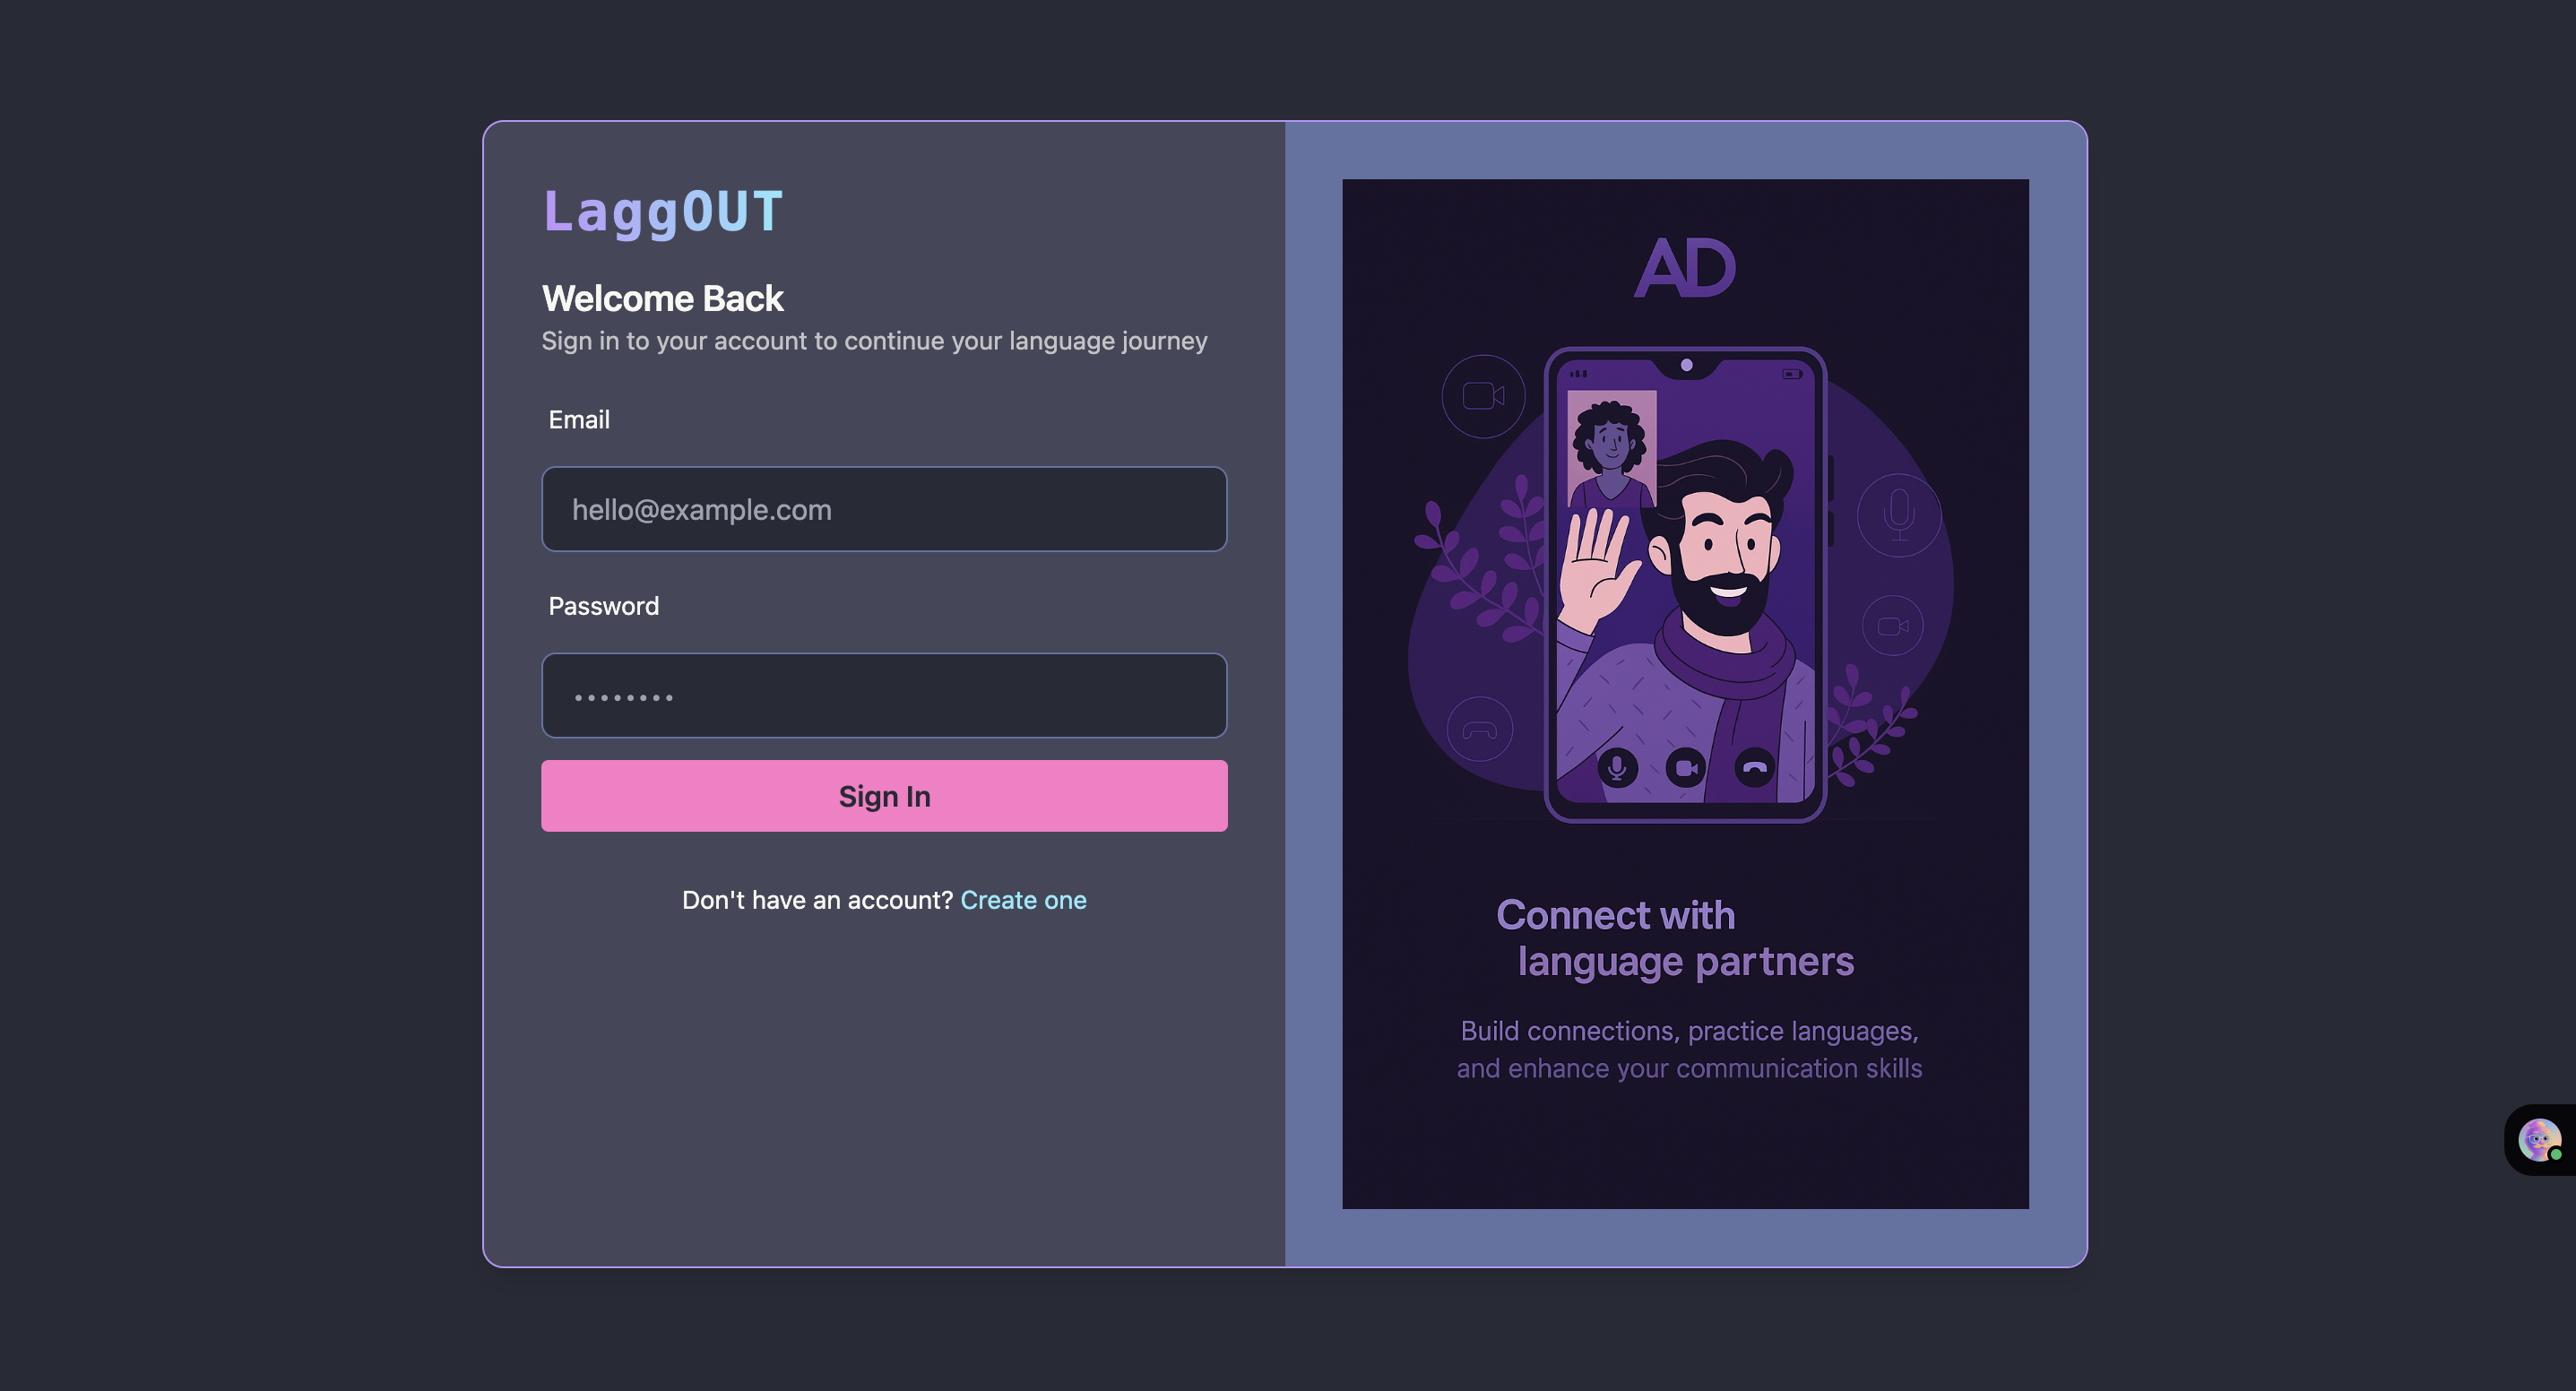 LaggOUT
Welcome Back
Sign in to your account to continue your language journey
Email
hello@example.com
Password
••••••••
Sign In
Don't have an account? Create one
AD
Connect with
language partners
Build connections, practice languages,
and enhance your communication skills